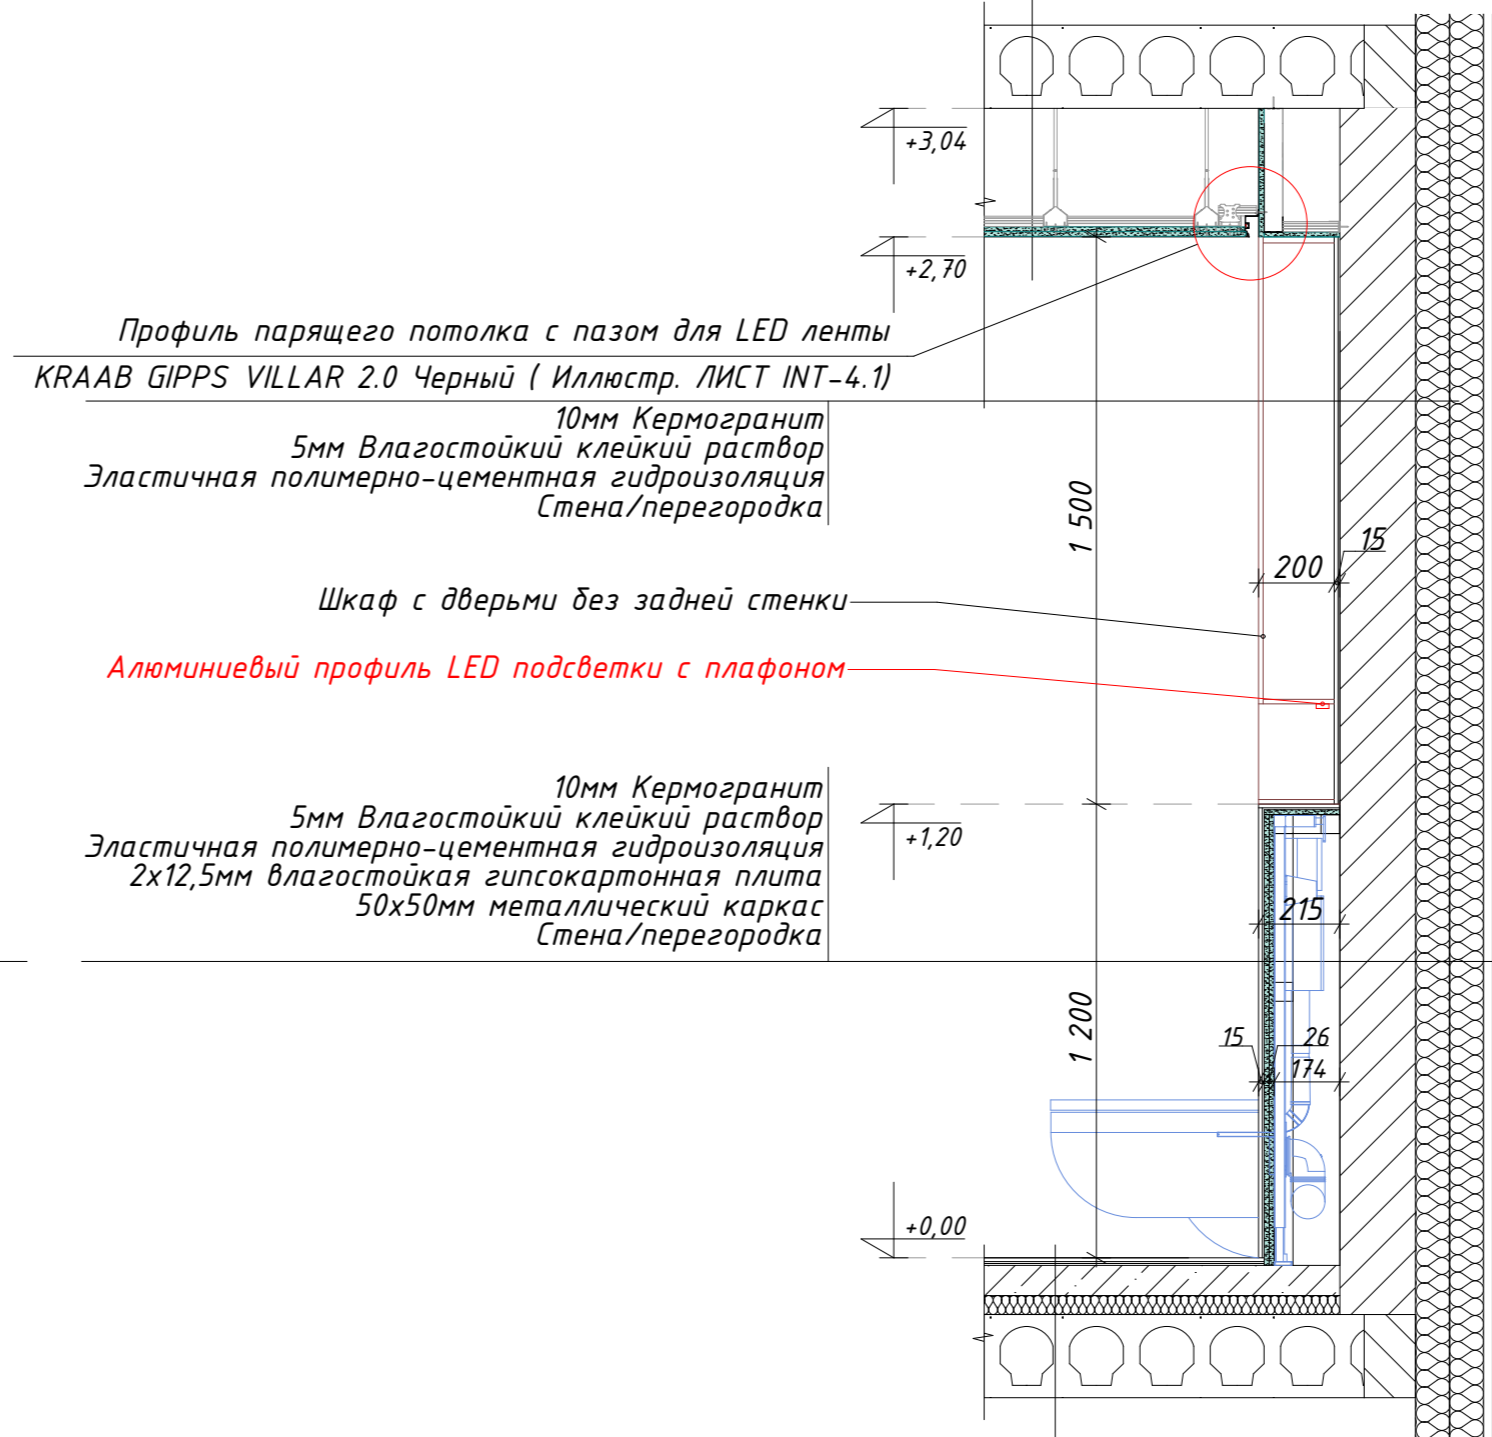 +3,04
+2,70
Профиль парящего потолка с пазом для LED ленты
KRAAB GIPPS VILLAR 2.0 Черный ( Иллюстр. ЛИСТ INT-4.1)
10мм Кермогранит
5мм Влагостойкий клейкий раствор
Эластичная полимерно-цементная гидроизоляция
Стена/перегородка
1 500
15
200
Шкаф с дверьми без задней стенки
Алюминиевый профиль LED подсветки с плафоном
10мм Кермогранит
5мм Влагостойкий клейкий раствор
Эластичная полимерно-цементная гидроизоляция
2х12,5мм влагостойкая гипсокартонная плита
50х50мм металлический каркас
Стена/перегородка
+1,20
215
1 200
15
26
174
+0,00